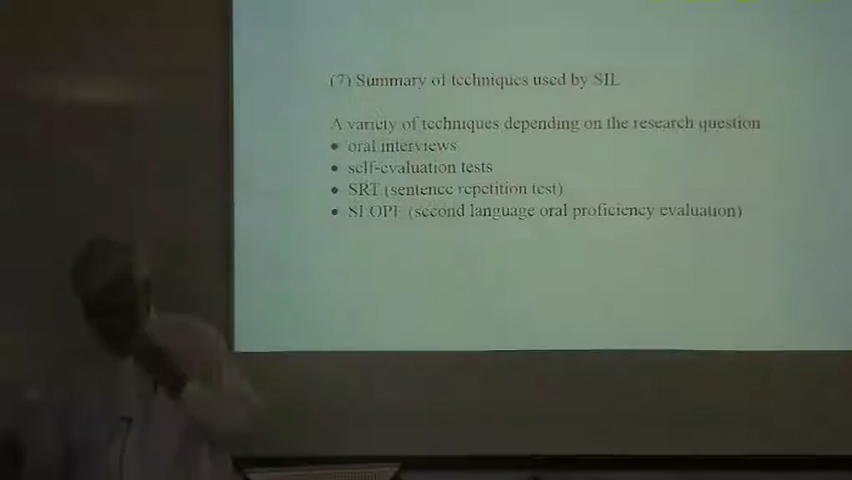 (7) Summary of techniques used by SIL
A variety of techniques depending on the research question
• oral interviews
• self-evaluation tests
• SRT (sentence repetition test)
• SLOPE (second language oral proficiency evaluation)